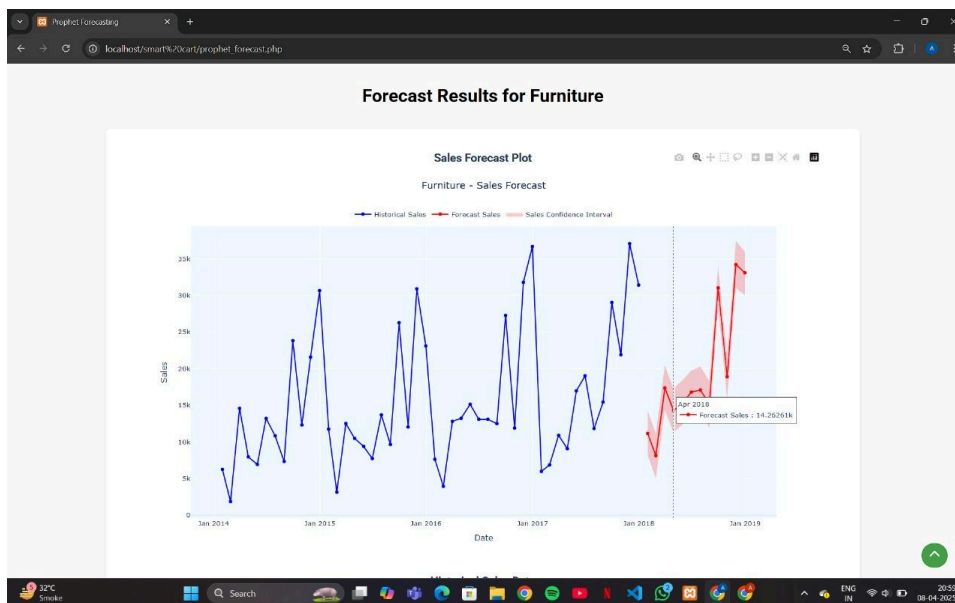 Prophet Forecasting
localhost/smart%20cart/prophet_forecast.php
Forecast Results for Furniture
Sales Forecast Plot
Furniture - Sales Forecast
Historical Sales Forecast Sales Sales Confidence Interval
35k
30k
25k
20k
15k
10k
5k
0
Sales
Apr 2018
Forecast Sales : 14.26261k
Jan 2014 Jan 2015 Jan 2016 Jan 2017 Jan 2018 Jan 2019
Date
32°C
Smoke
Search
ENG
IN
20:59
08-04-2025